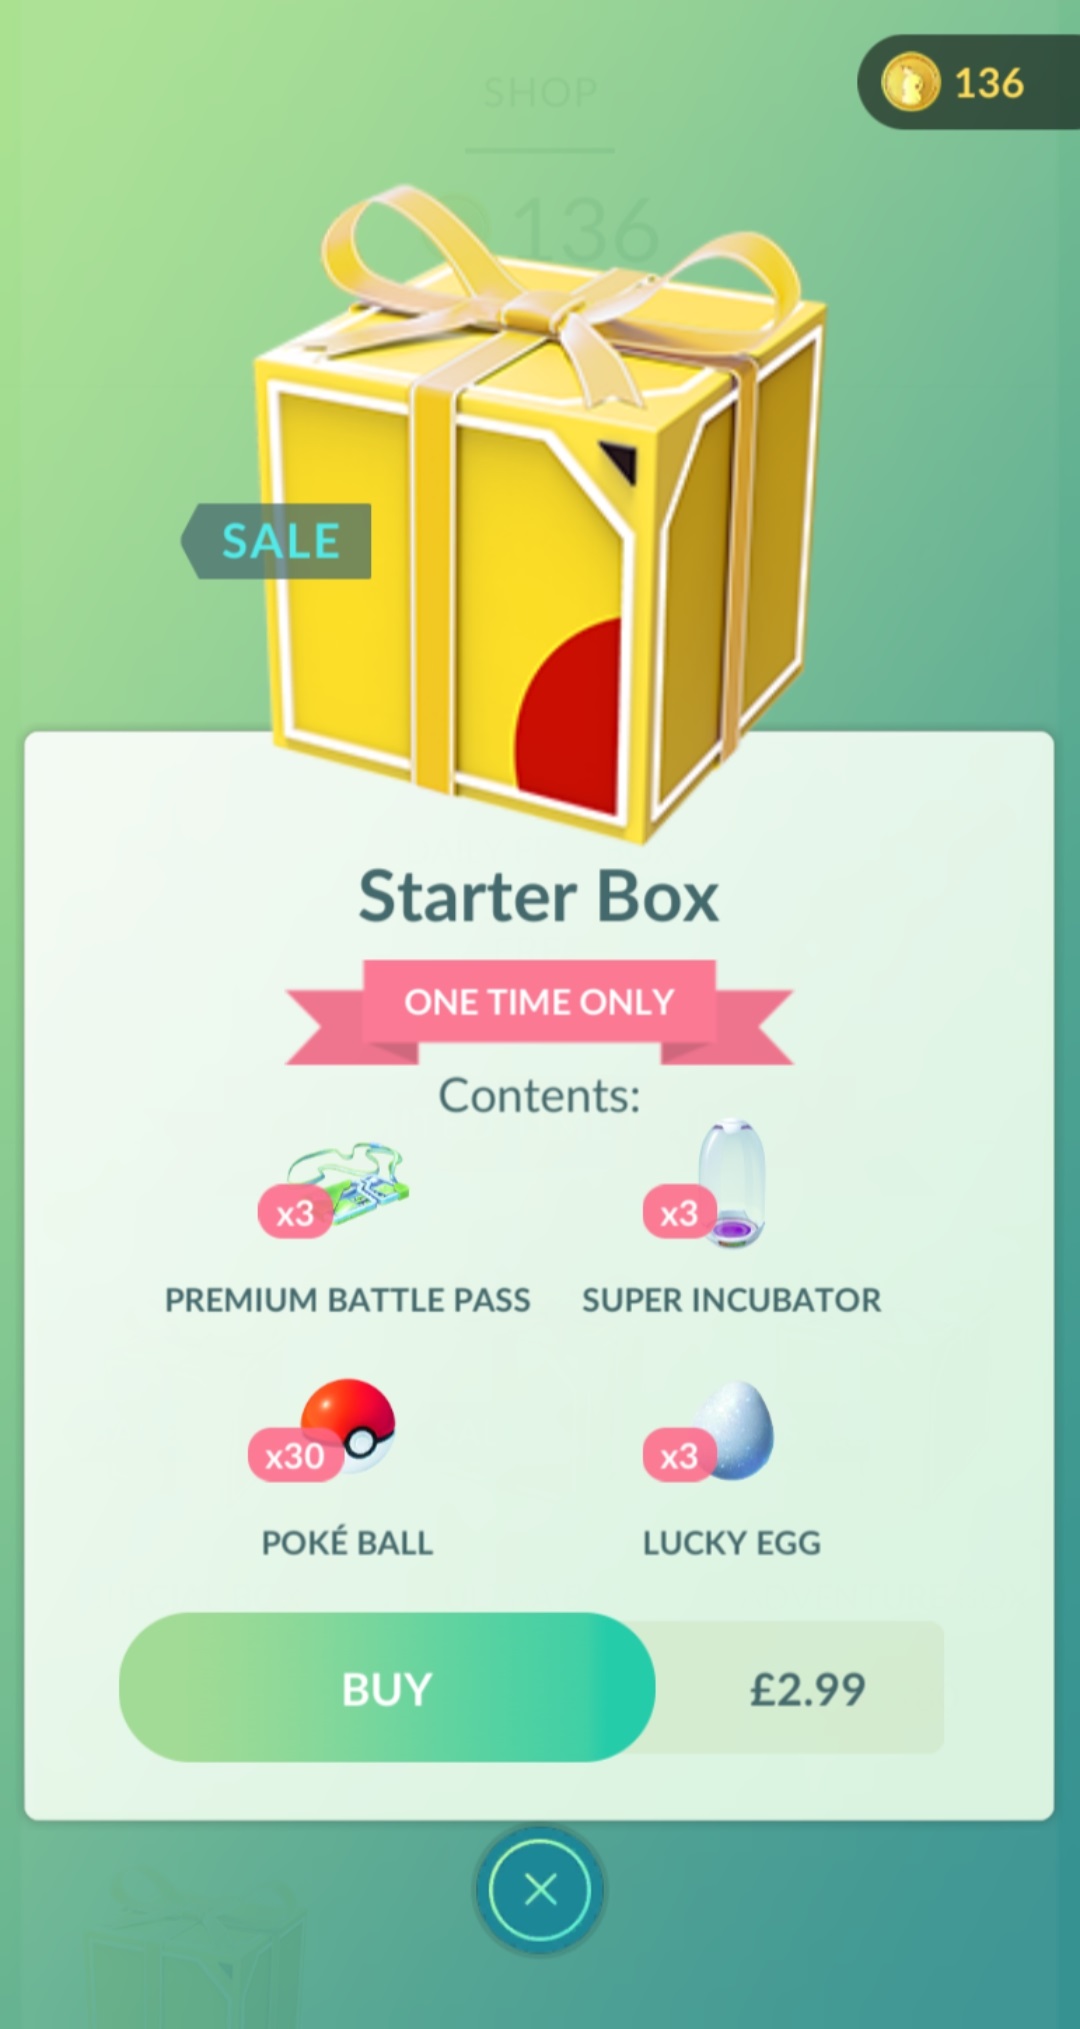 136
SHOP
136
SALE
Starter Box
ONE TIME ONLY
Contents:
x3
x3
PREMIUM BATTLE PASS
SUPER INCUBATOR
x30
x3
POKÉ BALL
LUCKY EGG
BUY
£2.99